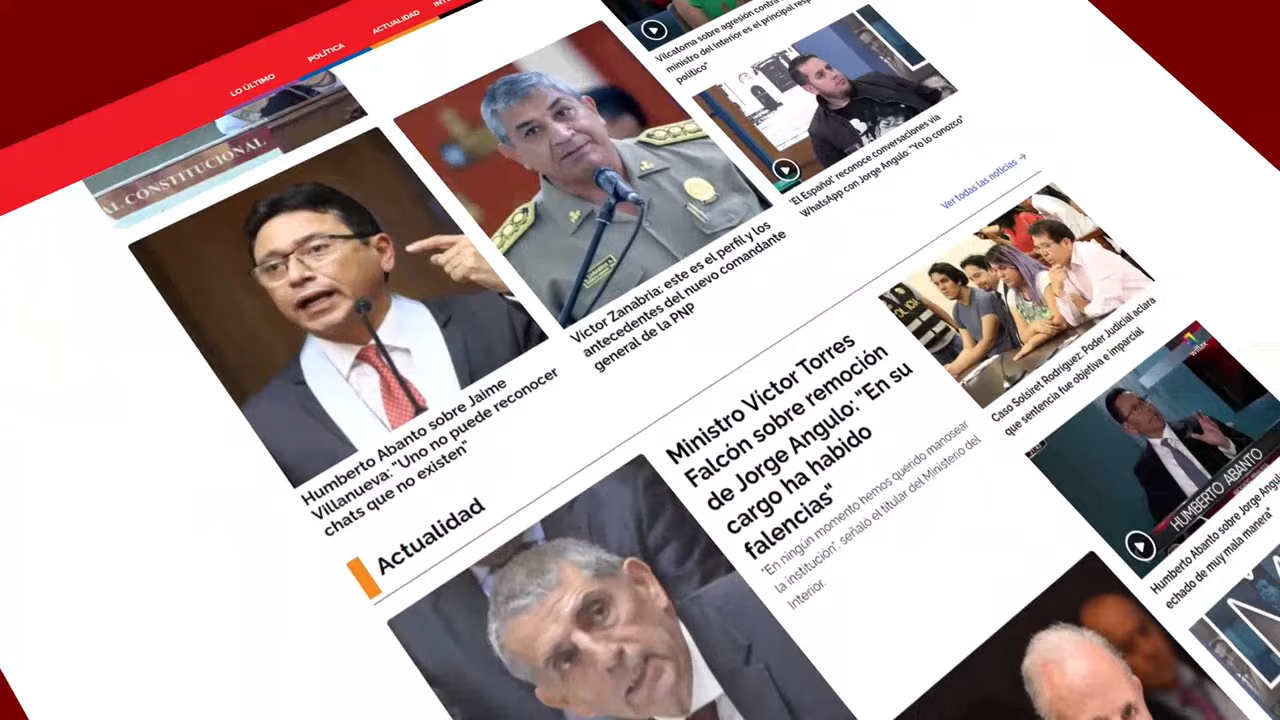 LO ÚLTIMO
POLÍTICA
ACTUALIDAD
AL CONSTITUCIONAL
Humberto Abanto sobre Jaime
Villanueva: "Uno no puede reconocer
chats que no existen"
Víctor Zanabria: este es el perfil y los
antecedentes del nuevo comandante
general de la PNP
Vilcatoma sobre agresión contra
ministro del Interior es el principal
político"
'El Español' reconoce conversaciones vía
WhatsApp con Jorge Angulo: "Yo lo conozco"
Ver todas las noticias →
Actualidad
Ministro Víctor Torres
Falcón sobre remoción
de Jorge Angulo: "En su
cargo ha habido
falencias"
"En ningún momento hemos querido manosear
la institución", señaló el titular del Ministerio del
Interior.
POLICIA
Caso Solsiret Rodríguez: Poder Judicial aclara
que sentencia fue objetiva e imparcial
willax
HUMBERTO ABANTO
Humberto Abanto sobre Jorge Angulo
echado de muy mala manera"